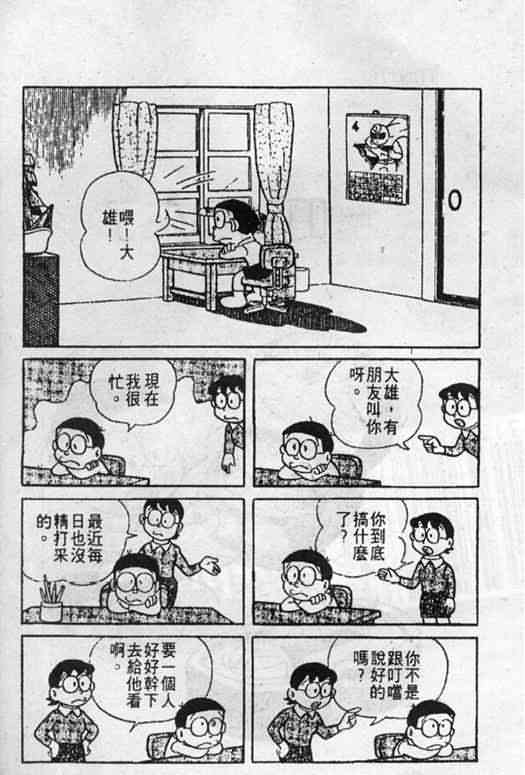 喂！大
雄！
大雄，有
朋友叫你
呀。
現在
我很
忙。
你到底
搞什麼
了？
最近每
日也沒
精打采
的。
你不是
跟叮噹
說好的
嗎？
要一個人
好好幹下
去給他看
啊。
4